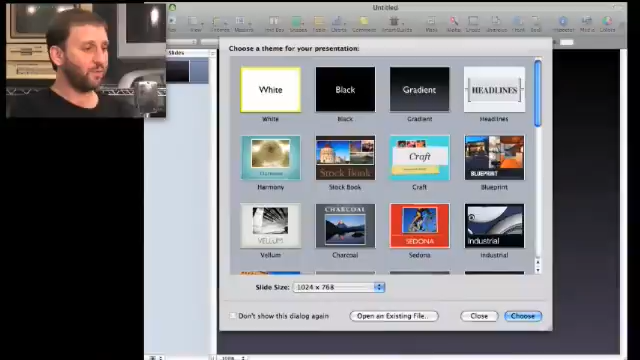 Untitled
Slides
Choose a theme for your presentation:
White
Black
Gradient
HEADLINES
White
Black
Gradient
Headlines
HARMONY
STOCK BOOK
Craft
BLUEPRINT
Harmony
Stock Book
Craft
Blueprint
VELLUM
CHARCOAL
SEDONA
Industrial
Vellum
Charcoal
Sedona
Industrial
Slide Size:
1024 x 768
Don't show this dialog again
Open an Existing File...
Close
Choose